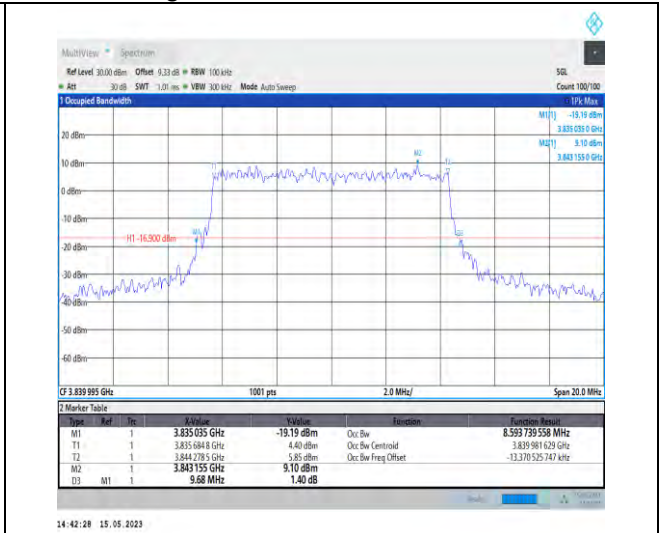 MultiView Spectrum
Ref Level 30.00 dBm Offset 9.33 dB RBW 100 kHz SGL
Att 30 dB SWT 1.01 ms VBW 300 kHz Mode Auto Sweep Count 100/100
1 Occupied Bandwidth 1Pk Max
M1[1] -19.19 dBm
3.835 035 0 GHz
M2[1] 9.10 dBm
3.843 155 0 GHz
20 dBm
M2
10 dBm
T1 T2
0 dBm
-10 dBm
H1 -16.900 dBm
-20 dBm
-30 dBm
-40 dBm
-50 dBm
-60 dBm
CF 3.839 995 GHz 1001 pts 2.0 MHz/ Span 20.0 MHz
2 Marker Table
Type Ref Trc X-Value Y-Value Function Function Result
M1 1 3.835 035 GHz -19.19 dBm Occ Bw 8.593 739 558 MHz
T1 1 3.835 684 8 GHz 4.40 dBm Occ Bw Centroid 3.839 981 629 GHz
T2 1 3.844 278 5 GHz 5.85 dBm Occ Bw Freq Offset -13.370 525 747 kHz
M2 1 3.843 155 GHz 9.10 dBm
D3 M1 1 9.68 MHz 1.40 dB
14:42:28 15.05.2023